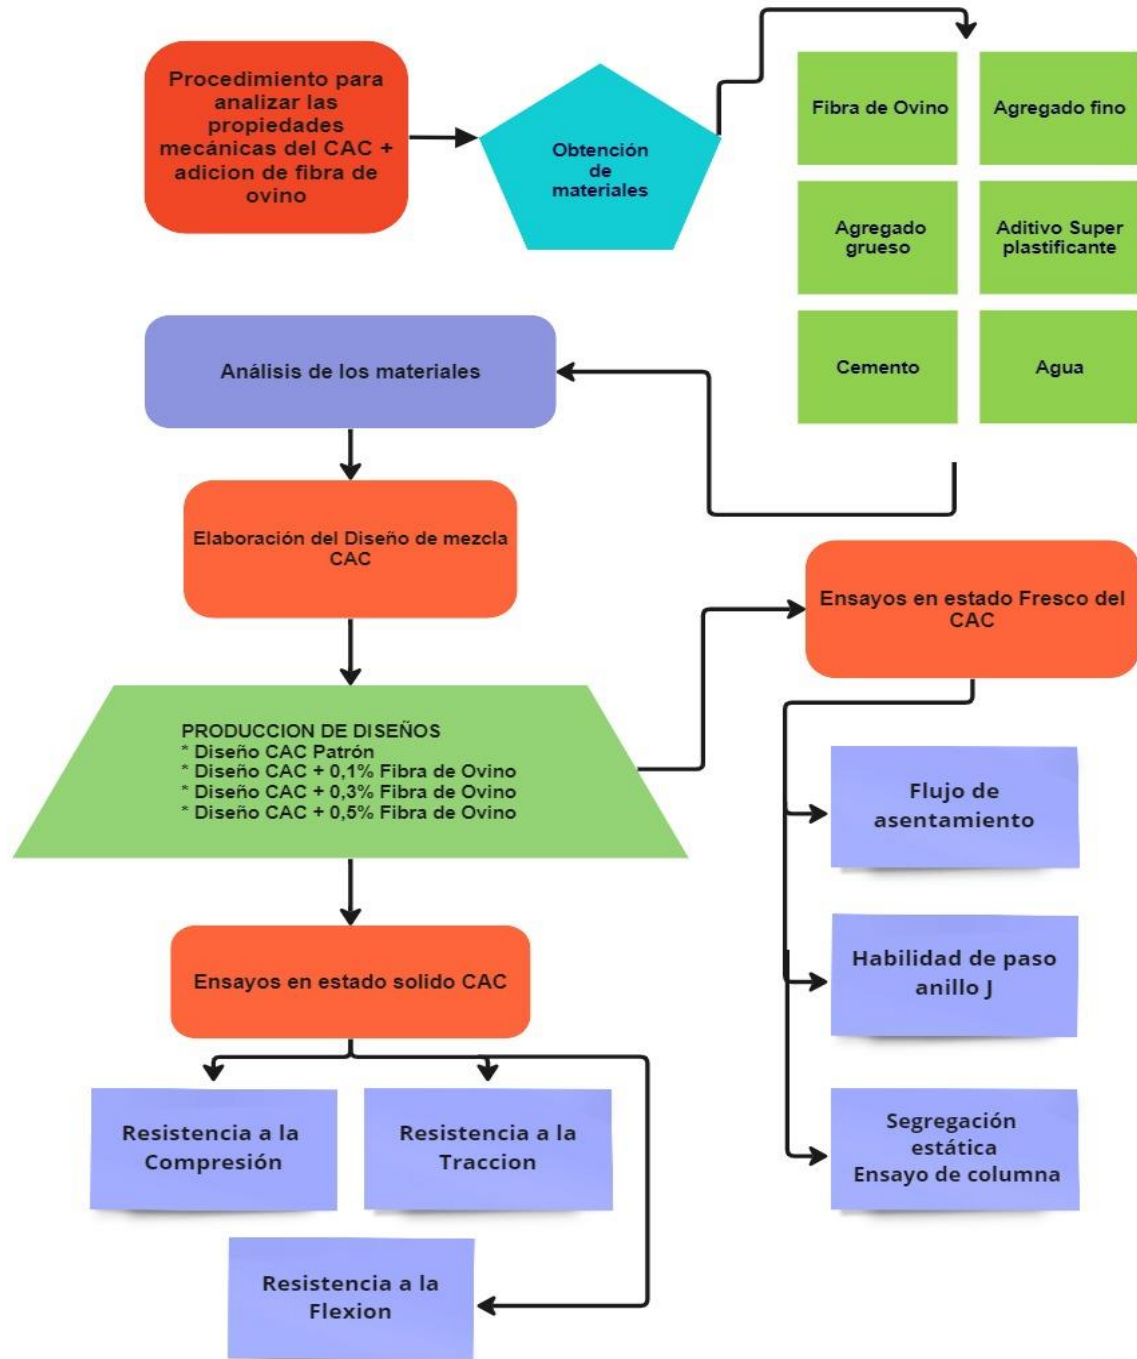 Procedimiento para
analizar las
propiedades
mecánicas del CAC +
adicion de fibra de
ovino
Obtención
de
materiales
Fibra de Ovino
Agregado fino
Agregado
grueso
Aditivo Super
plastificante
Cemento
Agua
Análisis de los materiales
Elaboración del Diseño de mezcla
CAC
PRODUCCION DE DISEÑOS
* Diseño CAC Patrón
* Diseño CAC + 0,1% Fibra de Ovino
* Diseño CAC + 0,3% Fibra de Ovino
* Diseño CAC + 0,5% Fibra de Ovino
Ensayos en estado Fresco del
CAC
Flujo de
asentamiento
Habilidad de paso
anillo J
Segregación
estática
Ensayo de columna
Ensayos en estado solido CAC
Resistencia a la
Compresión
Resistencia a la
Traccion
Resistencia a la
Flexion